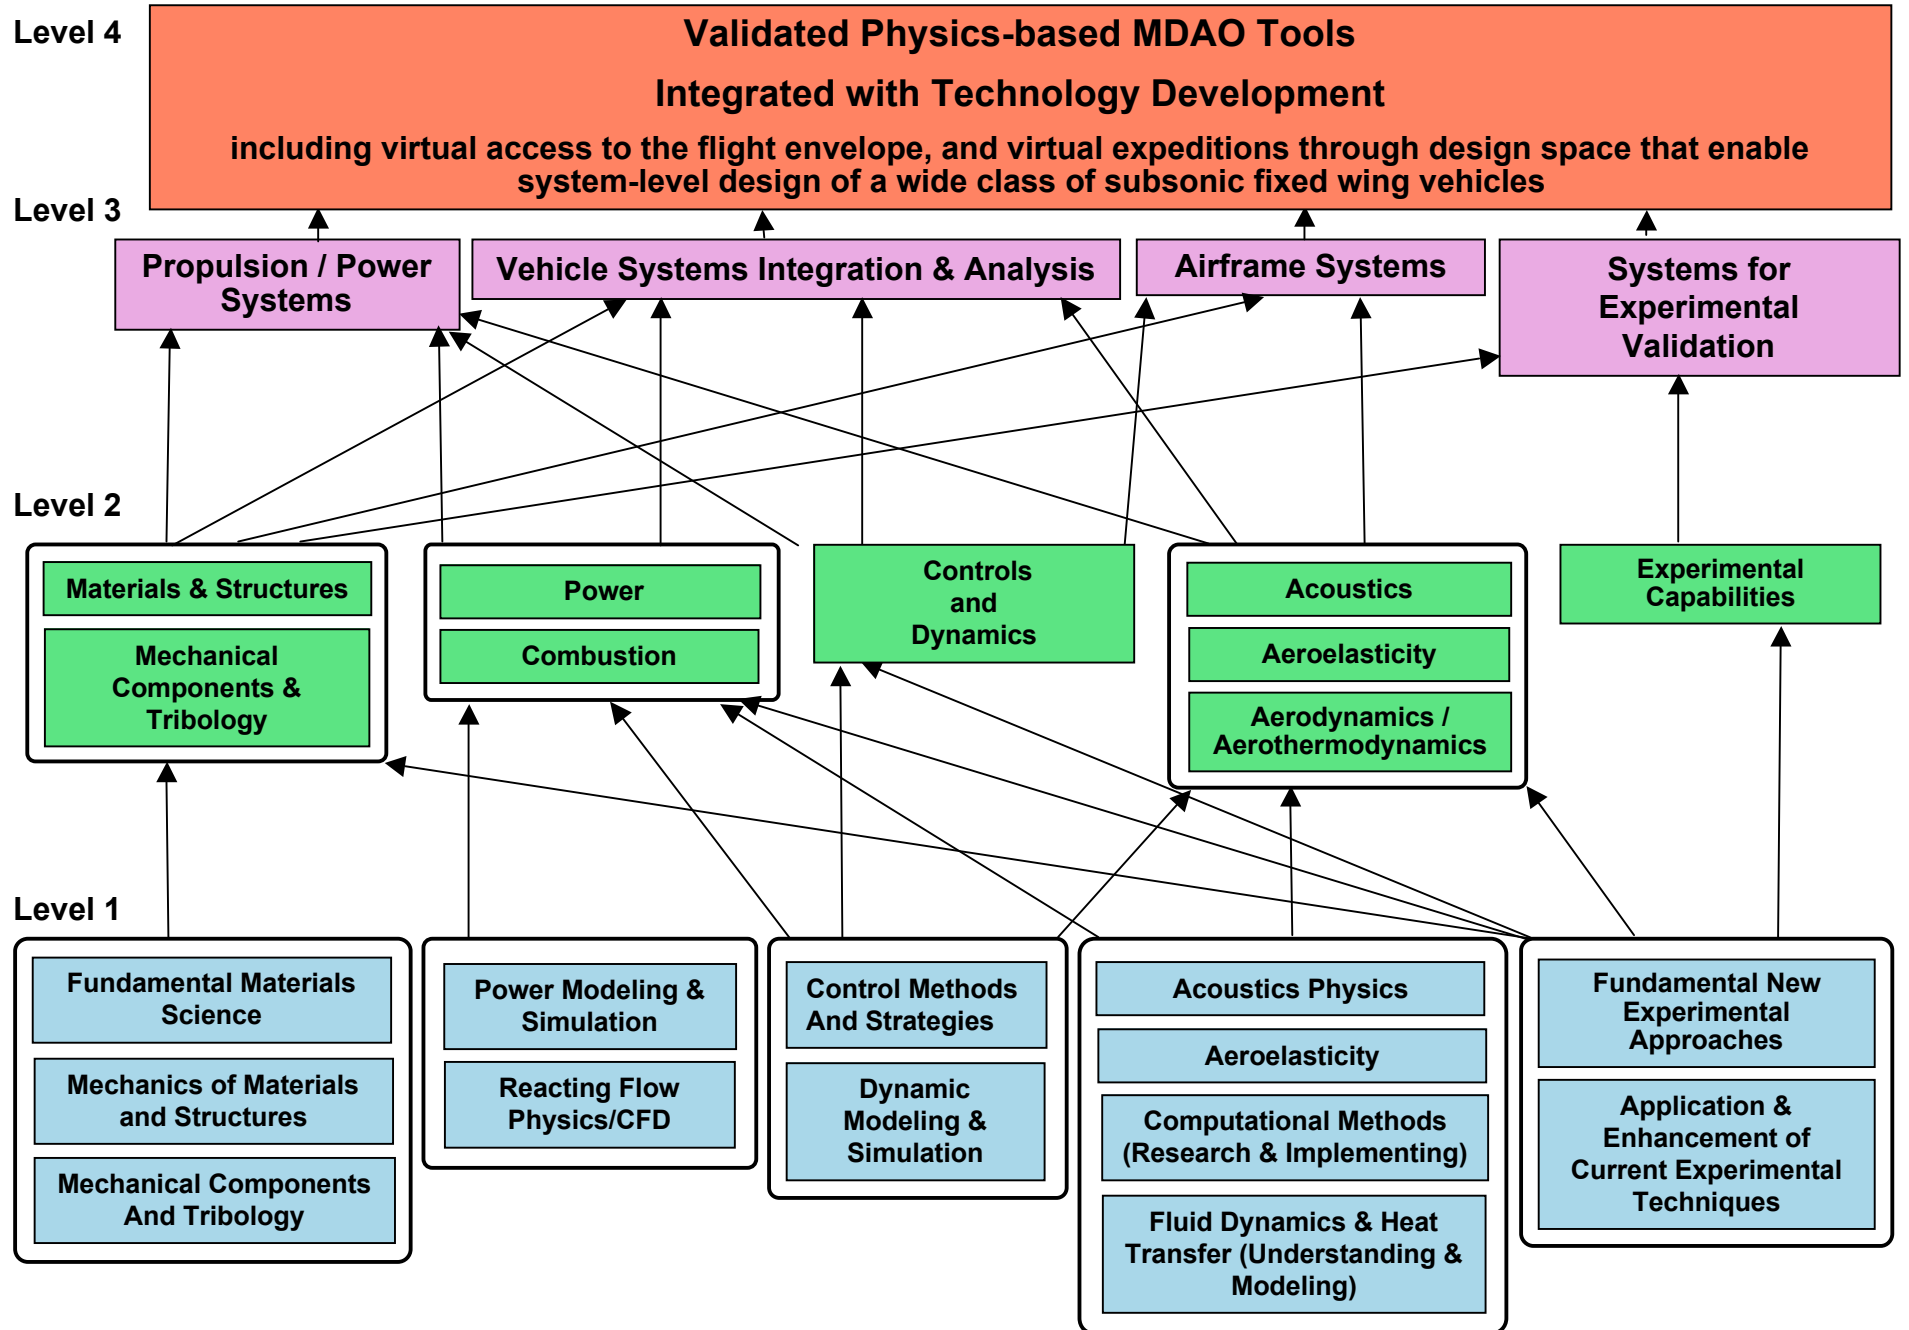 Level 4
Validated Physics-based MDAO Tools
Integrated with Technology Development
including virtual access to the flight envelope, and virtual expeditions through design space that enable
system-level design of a wide class of subsonic fixed wing vehicles
Level 3
Propulsion / Power
Systems
Vehicle Systems Integration & Analysis
Airframe Systems
Systems for
Experimental
Validation
Level 2
Materials & Structures
Mechanical
Components &
Tribology
Power
Combustion
Controls
and
Dynamics
Acoustics
Aeroelasticity
Aerodynamics /
Aerothermodynamics
Experimental
Capabilities
Level 1
Fundamental Materials
Science
Mechanics of Materials
and Structures
Mechanical Components
And Tribology
Power Modeling &
Simulation
Reacting Flow
Physics/CFD
Control Methods
And Strategies
Dynamic
Modeling &
Simulation
Acoustics Physics
Aeroelasticity
Computational Methods
(Research & Implementing)
Fluid Dynamics & Heat
Transfer (Understanding &
Modeling)
Fundamental New
Experimental
Approaches
Application &
Enhancement of
Current Experimental
Techniques